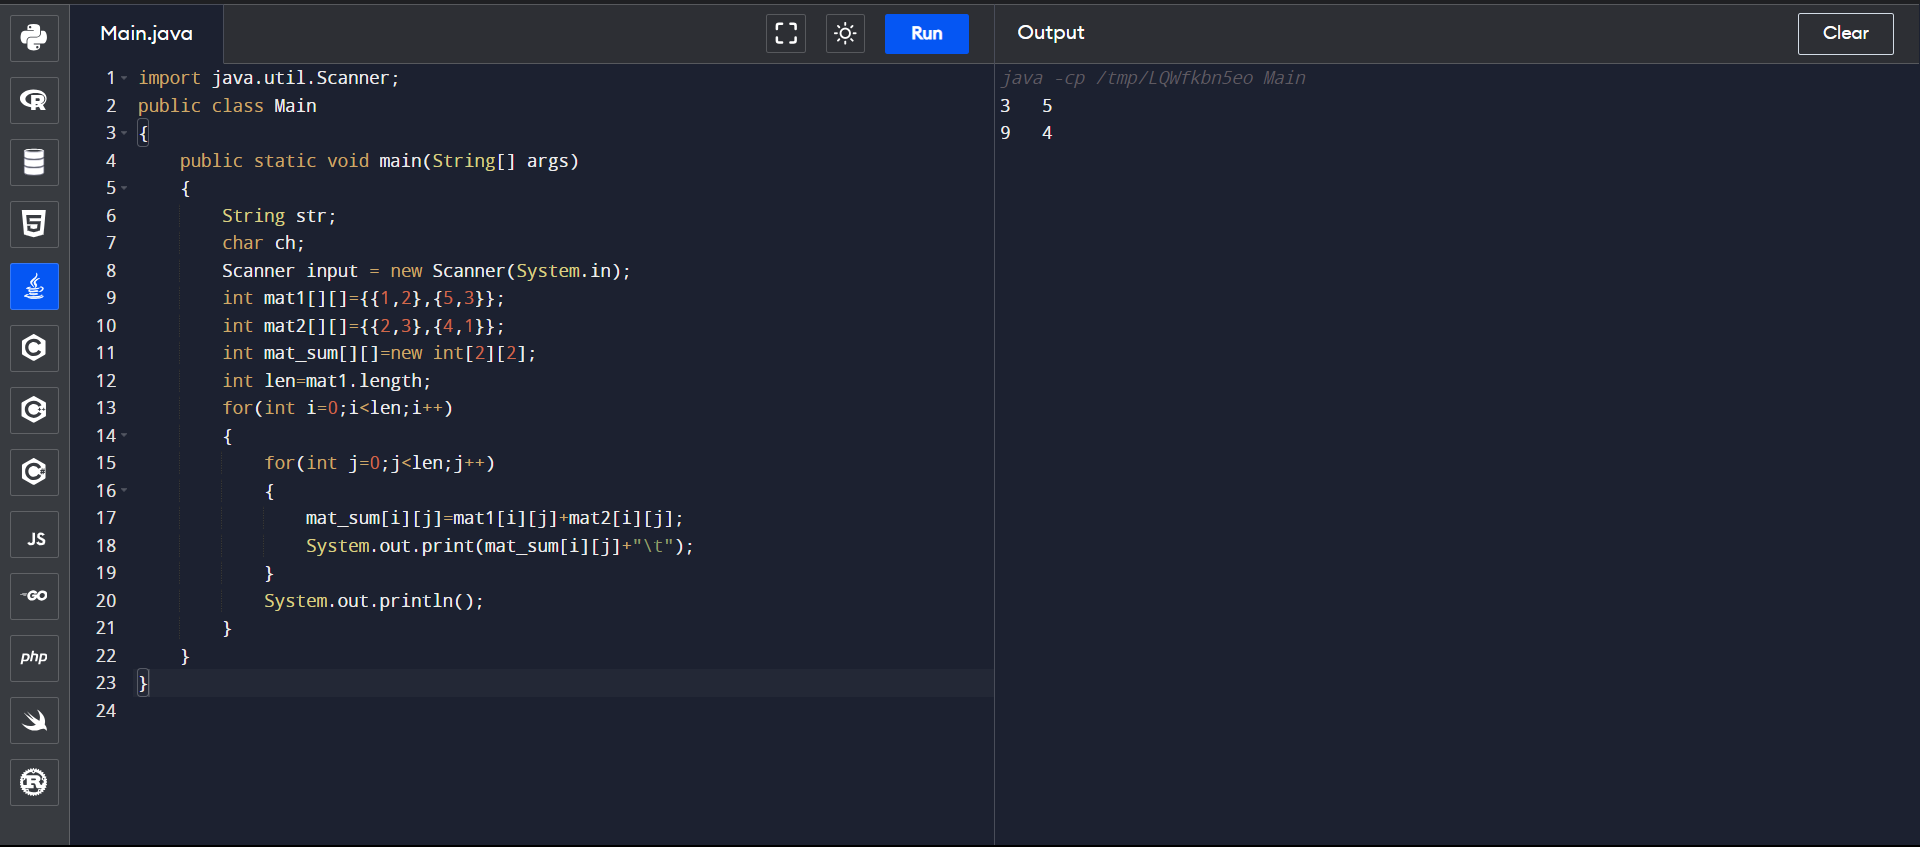 Main.java
Run
1 import java.util.Scanner;
2 public class Main
3 {
4     public static void main(String[] args)
5     {
6         String str;
7         char ch;
8         Scanner input = new Scanner(System.in);
9         int mat1[][]={{1,2},{5,3}};
10         int mat2[][]={{2,3},{4,1}};
11         int mat_sum[][]=new int[2][2];
12         int len=mat1.length;
13         for(int i=0;i<len;i++)
14         {
15             for(int j=0;j<len;j++)
16             {
17                 mat_sum[i][j]=mat1[i][j]+mat2[i][j];
18                 System.out.print(mat_sum[i][j]+"\t");
19             }
20             System.out.println();
21         }
22     }
23 }
24
Output
Clear
java -cp /tmp/LQWfkbn5eo Main
3   5
9   4
R
5
C
C++
C#
JS
GO
php
R